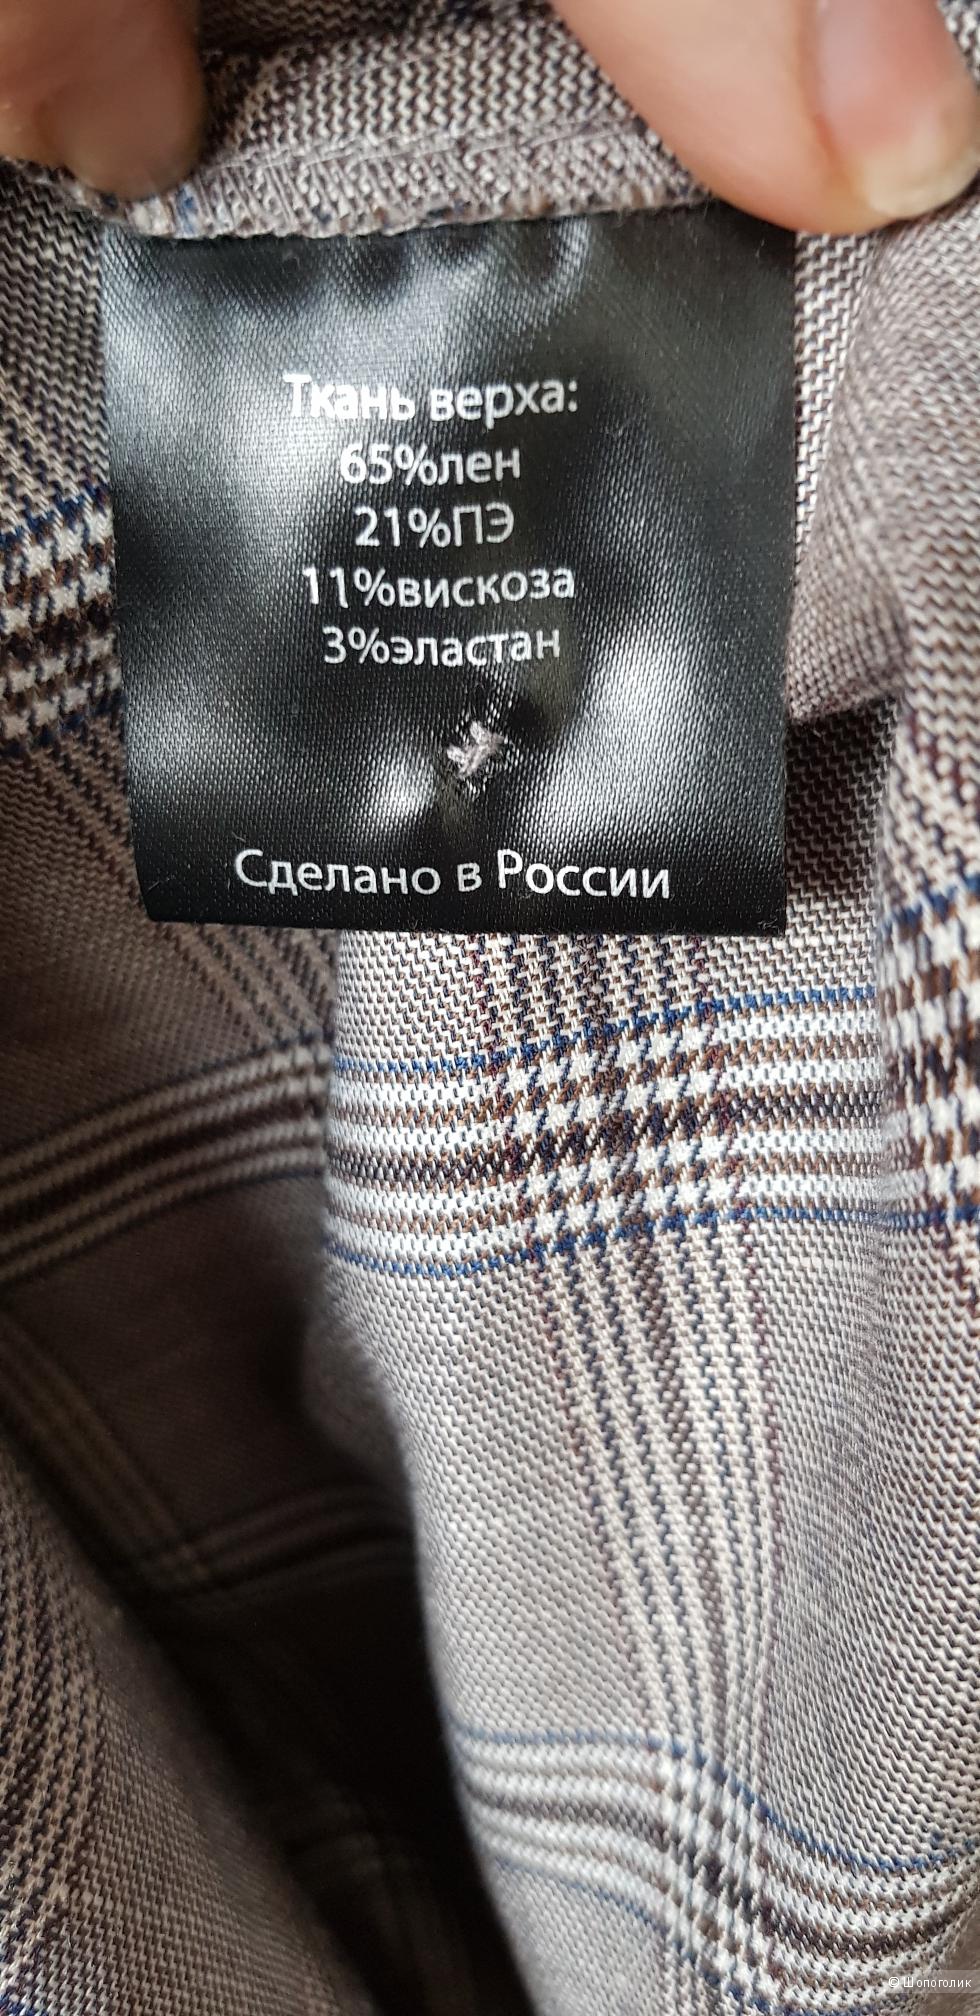 Ткань верха:
65%лен
21%ПЭ
11%вискоза
3%эластан
Сделано в России
© Шопоголик